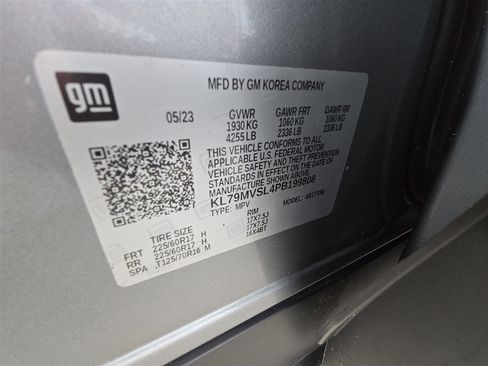 gm
MFD BY GM KOREA COMPANY
05/23 GVWR GAWR FRT GAWR RR
1930 KG 1060 KG 1060 KG
4255 LB 2336 LB 2336 LB
THIS VEHICLE CONFORMS TO ALL
APPLICABLE U.S. FEDERAL MOTOR
VEHICLE SAFETY AND THEFT PREVENTION
STANDARDS IN EFFECT ON THE DATE OF
MANUFACTURE SHOWN ABOVE.
KL79MVSL4PB199808
TYPE: MPV MODEL:
TIRE SIZE RIM
FRT 225/60R17 H 17X7.5J
RR 225/60R17 H 17X7.5J
SPA T125/70R16 M 16X4BT